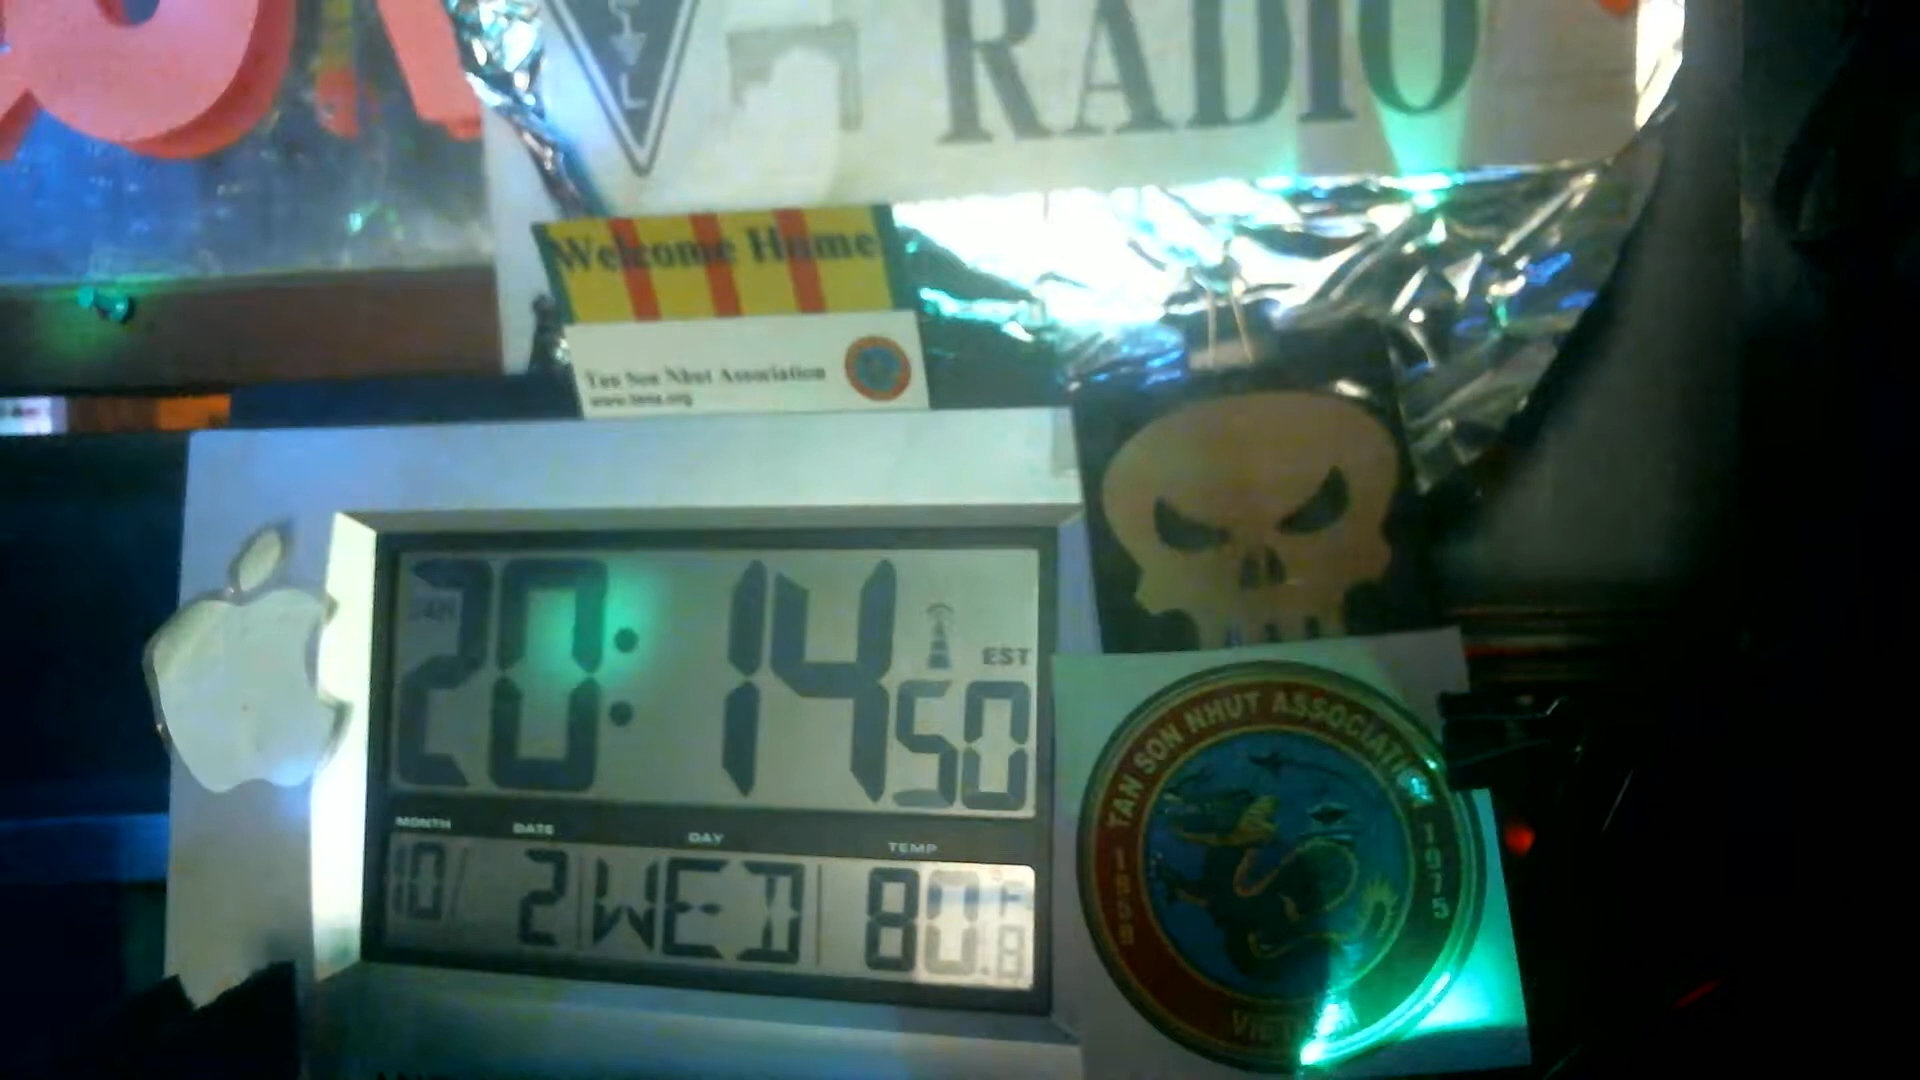 RADIO
Welcome Home
Tan Son Nhut Association
www.tsna.org
20:14 50
EST
MONTH DATE DAY TEMP
10/ 2 WED 80.8 °F
TAN SON NHUT ASSOCIATION
1975
VIETNAM